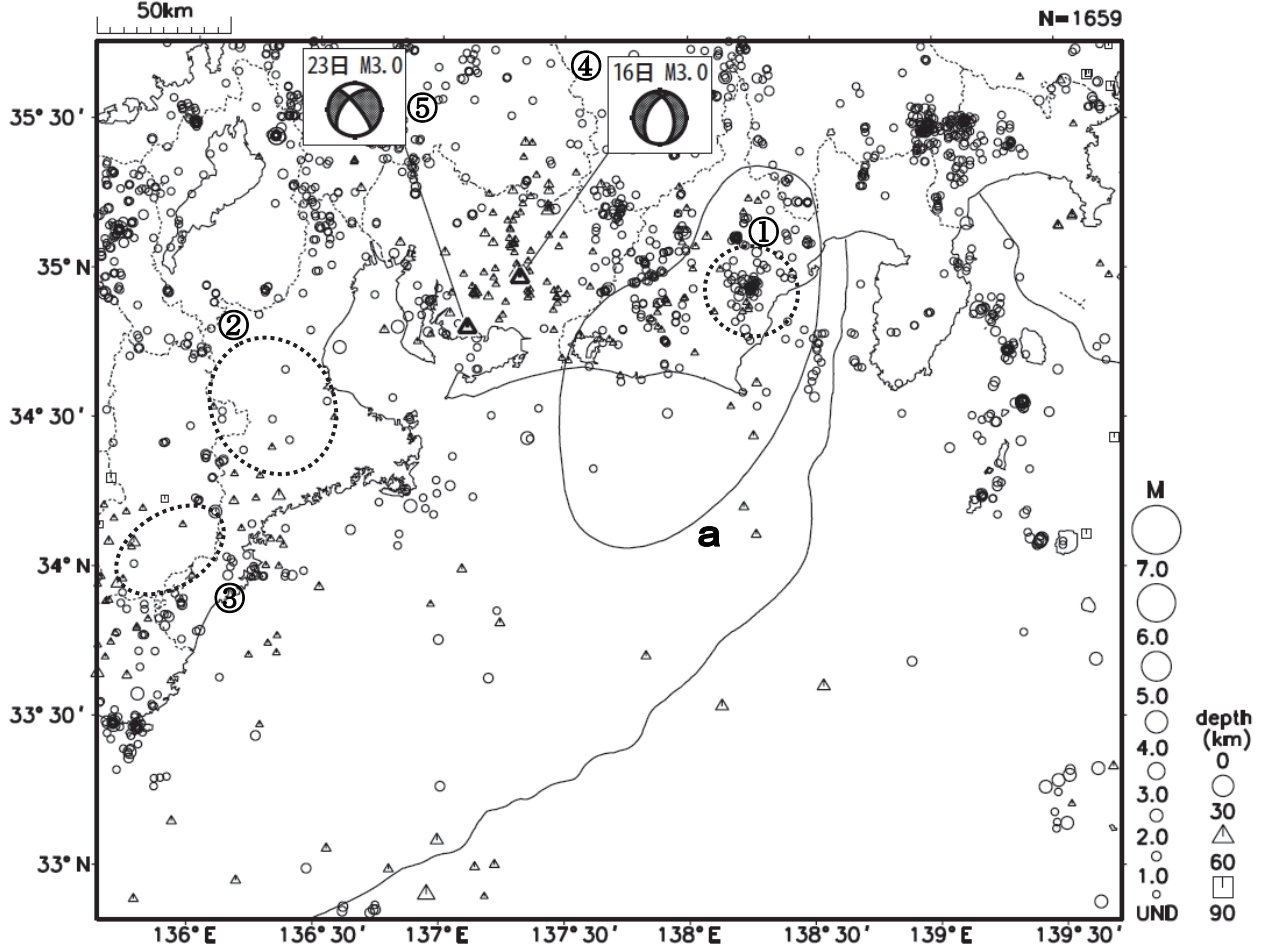 50km
N=1659
23日 M3.0
⑤
④
16日 M3.0
①
②
③
a
35°30′
35°N
34°30′
34°N
33°30′
33°N
136°E
136°30′
137°E
137°30′
138°E
138°30′
139°E
139°30′
M
7.0
6.0
5.0
4.0
3.0
2.0
1.0
UND
depth
(km)
0
30
60
90